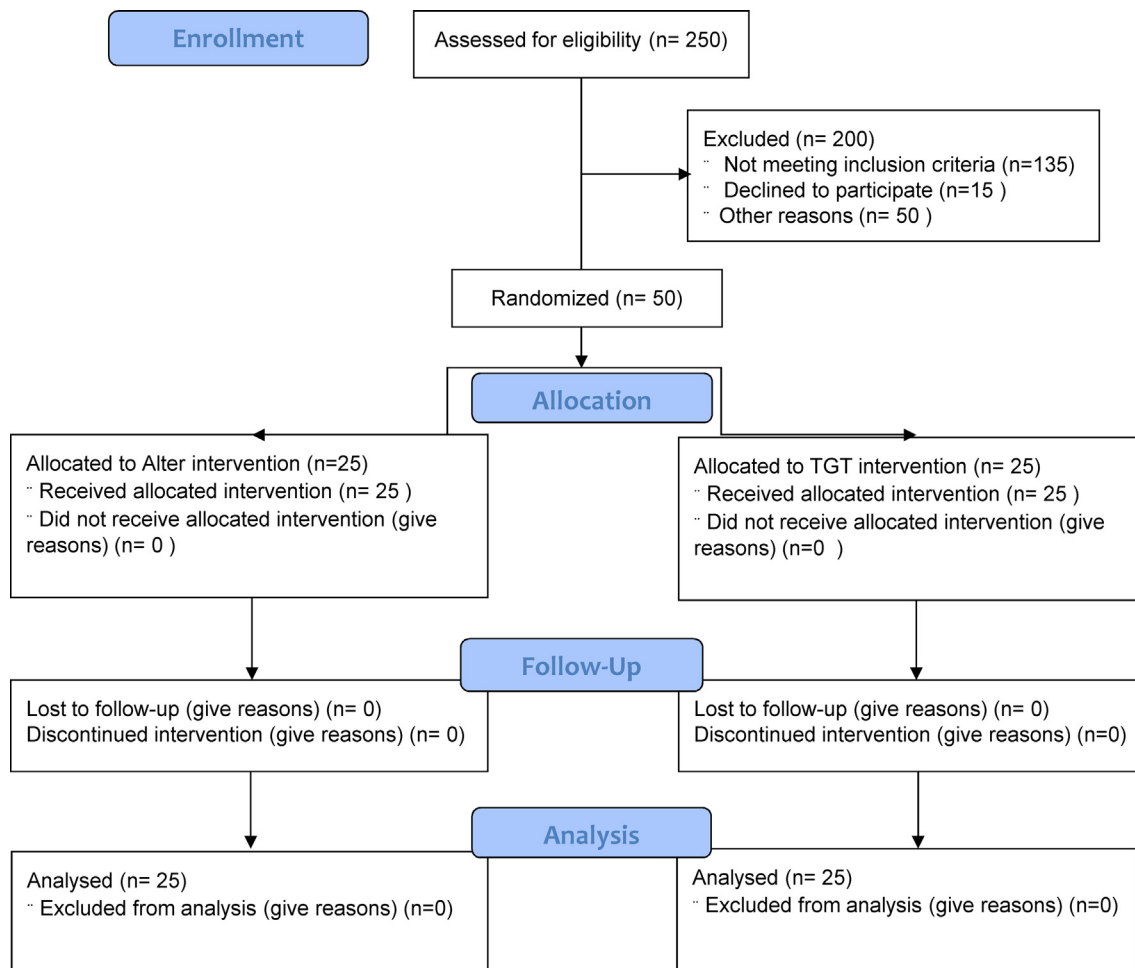 Enrollment
Assessed for eligibility (n= 250)
Excluded (n= 200)
¨ Not meeting inclusion criteria (n=135)
¨ Declined to participate (n=15 )
¨ Other reasons (n= 50 )
Randomized (n= 50)
Allocation
Allocated to Alter intervention (n=25)
¨ Received allocated intervention (n= 25 )
¨ Did not receive allocated intervention (give
reasons) (n= 0 )
Allocated to TGT intervention (n= 25)
¨ Received allocated intervention (n= 25 )
¨ Did not receive allocated intervention (give
reasons) (n=0 )
Follow-Up
Lost to follow-up (give reasons) (n= 0)
Discontinued intervention (give reasons) (n= 0)
Lost to follow-up (give reasons) (n= 0)
Discontinued intervention (give reasons) (n=0)
Analysis
Analysed (n= 25)
¨ Excluded from analysis (give reasons) (n=0)
Analysed (n= 25)
¨ Excluded from analysis (give reasons) (n=0)